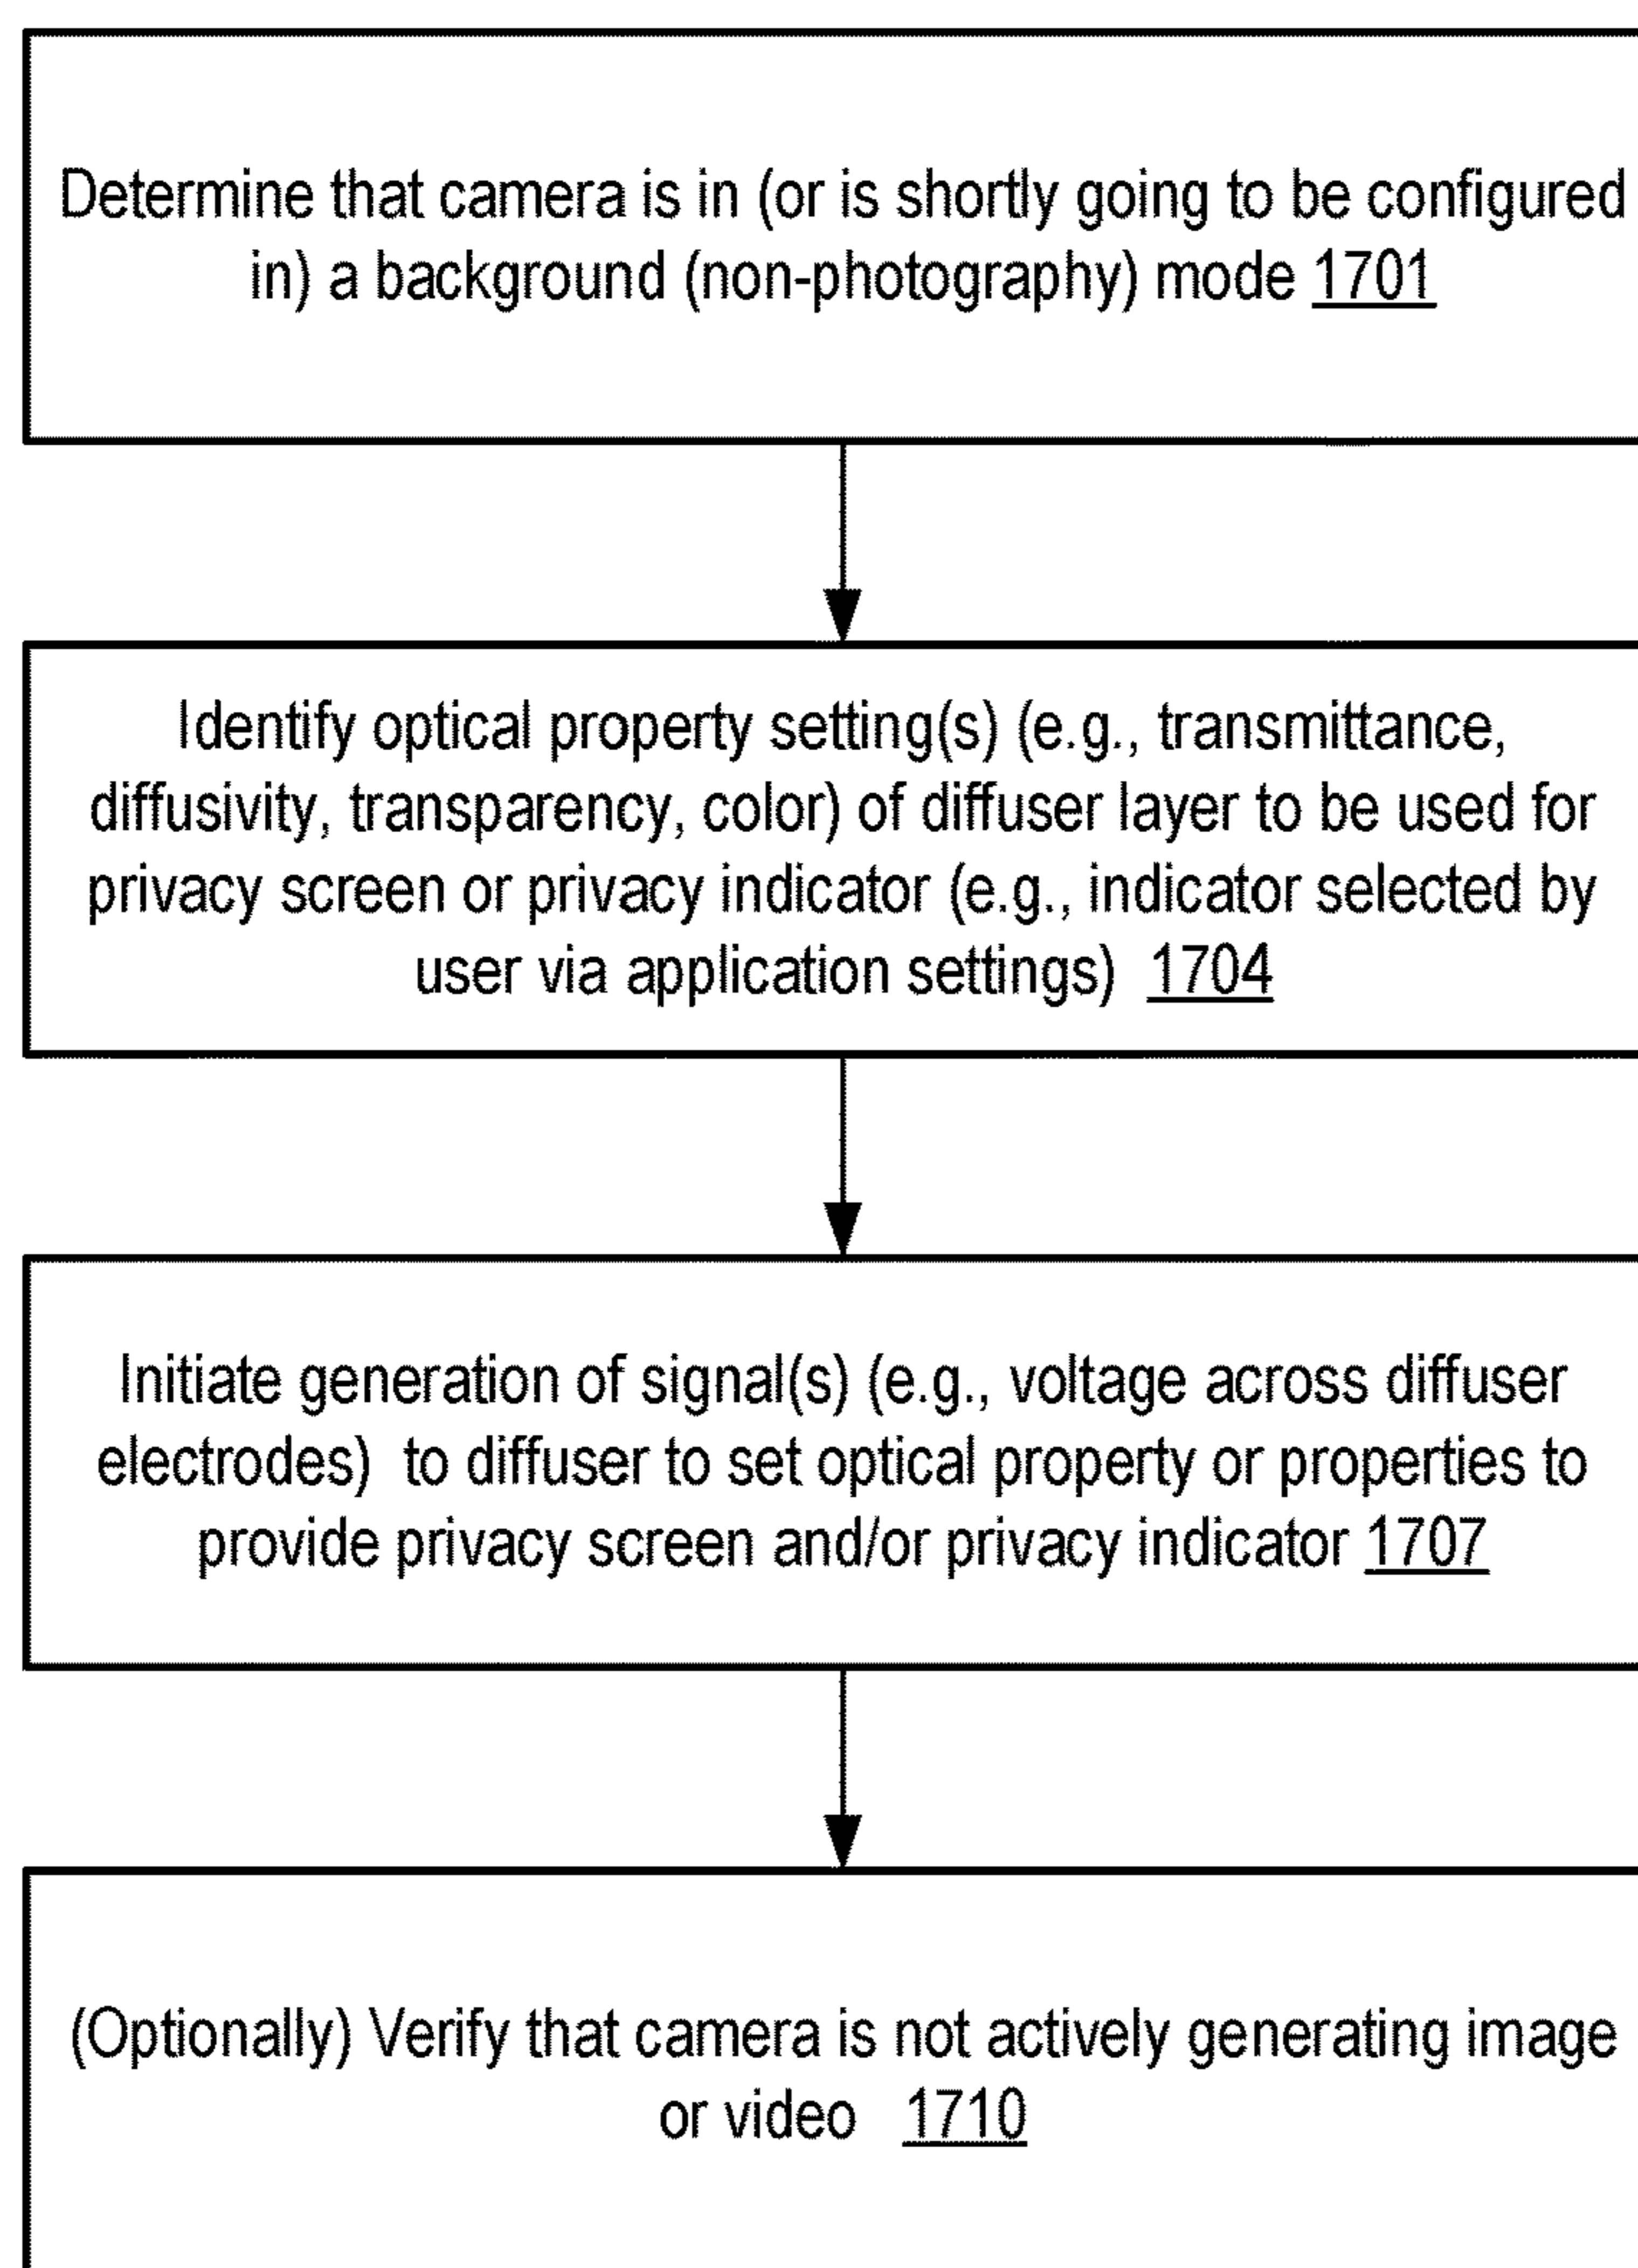 Determine that camera is in (or is shortly going to be configured
in) a background (non-photography) mode 1701
Identify optical property setting(s) (e.g., transmittance,
diffusivity, transparency, color) of diffuser layer to be used for
privacy screen or privacy indicator (e.g., indicator selected by
user via application settings) 1704
Initiate generation of signal(s) (e.g., voltage across diffuser
electrodes) to diffuser to set optical property or properties to
provide privacy screen and/or privacy indicator 1707
(Optionally) Verify that camera is not actively generating image
or video 1710